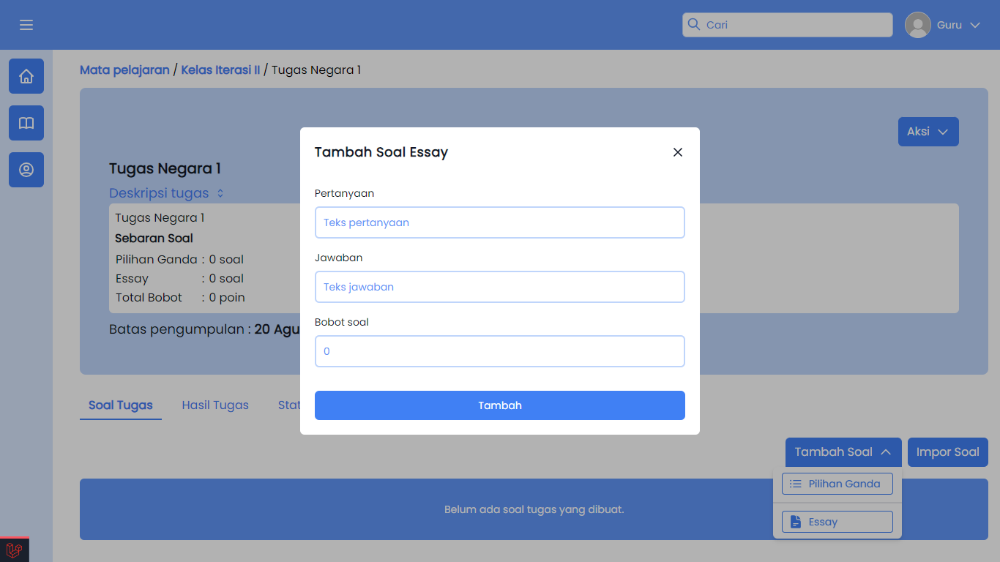 Cari
Guru
Mata pelajaran / Kelas Iterasi II / Tugas Negara 1
Aksi
Tugas Negara 1
Deskripsi tugas
Tugas Negara 1
Sebaran Soal
Pilihan Ganda : 0 soal
Essay : 0 soal
Total Bobot : 0 poin
Batas pengumpulan : 20 Agu
Tambah Soal Essay
Pertanyaan
Teks pertanyaan
Jawaban
Teks jawaban
Bobot soal
0
Tambah
Soal Tugas Hasil Tugas Stat
Tambah Soal Impor Soal
Pilihan Ganda
Essay
Belum ada soal tugas yang dibuat.